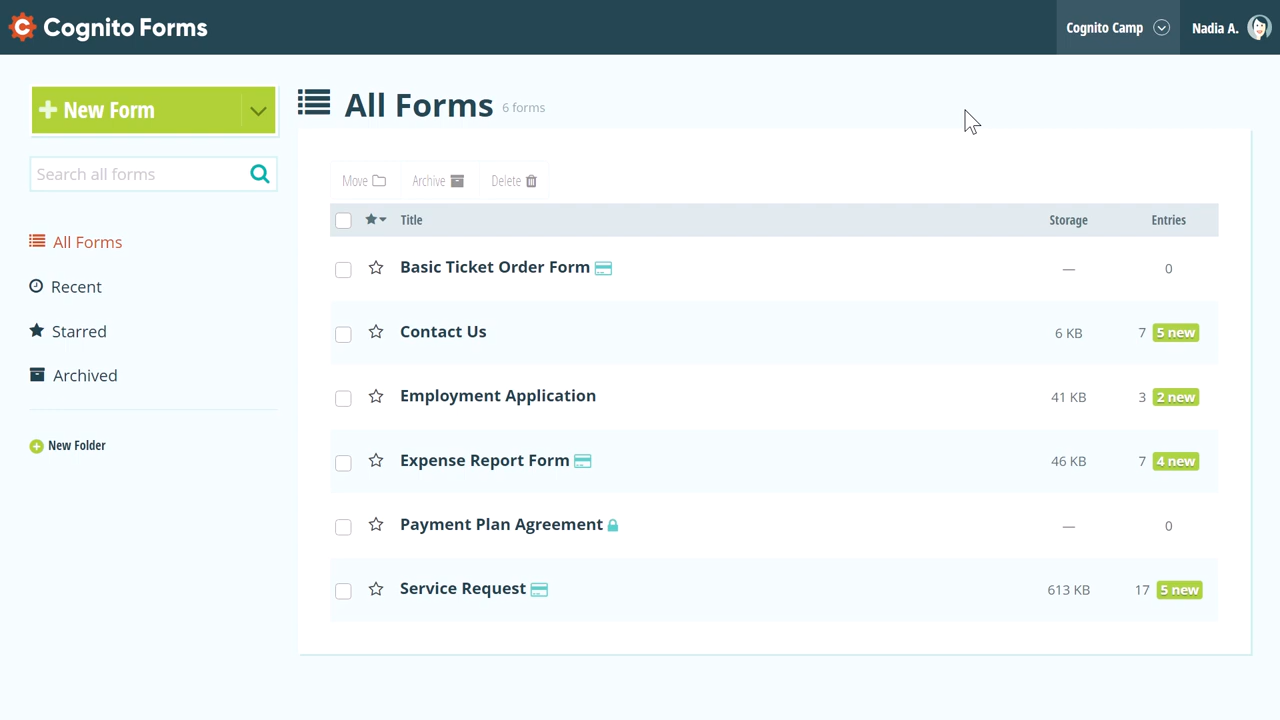 Cognito Forms
Cognito Camp
Nadia A.
New Form
All Forms 6 forms
Search all forms
Move Archive Delete
Title Storage Entries
All Forms
Recent
Starred
Archived
New Folder
Basic Ticket Order Form — 0
Contact Us 6 KB 7 5 new
Employment Application 41 KB 3 2 new
Expense Report Form 46 KB 7 4 new
Payment Plan Agreement — 0
Service Request 613 KB 17 5 new